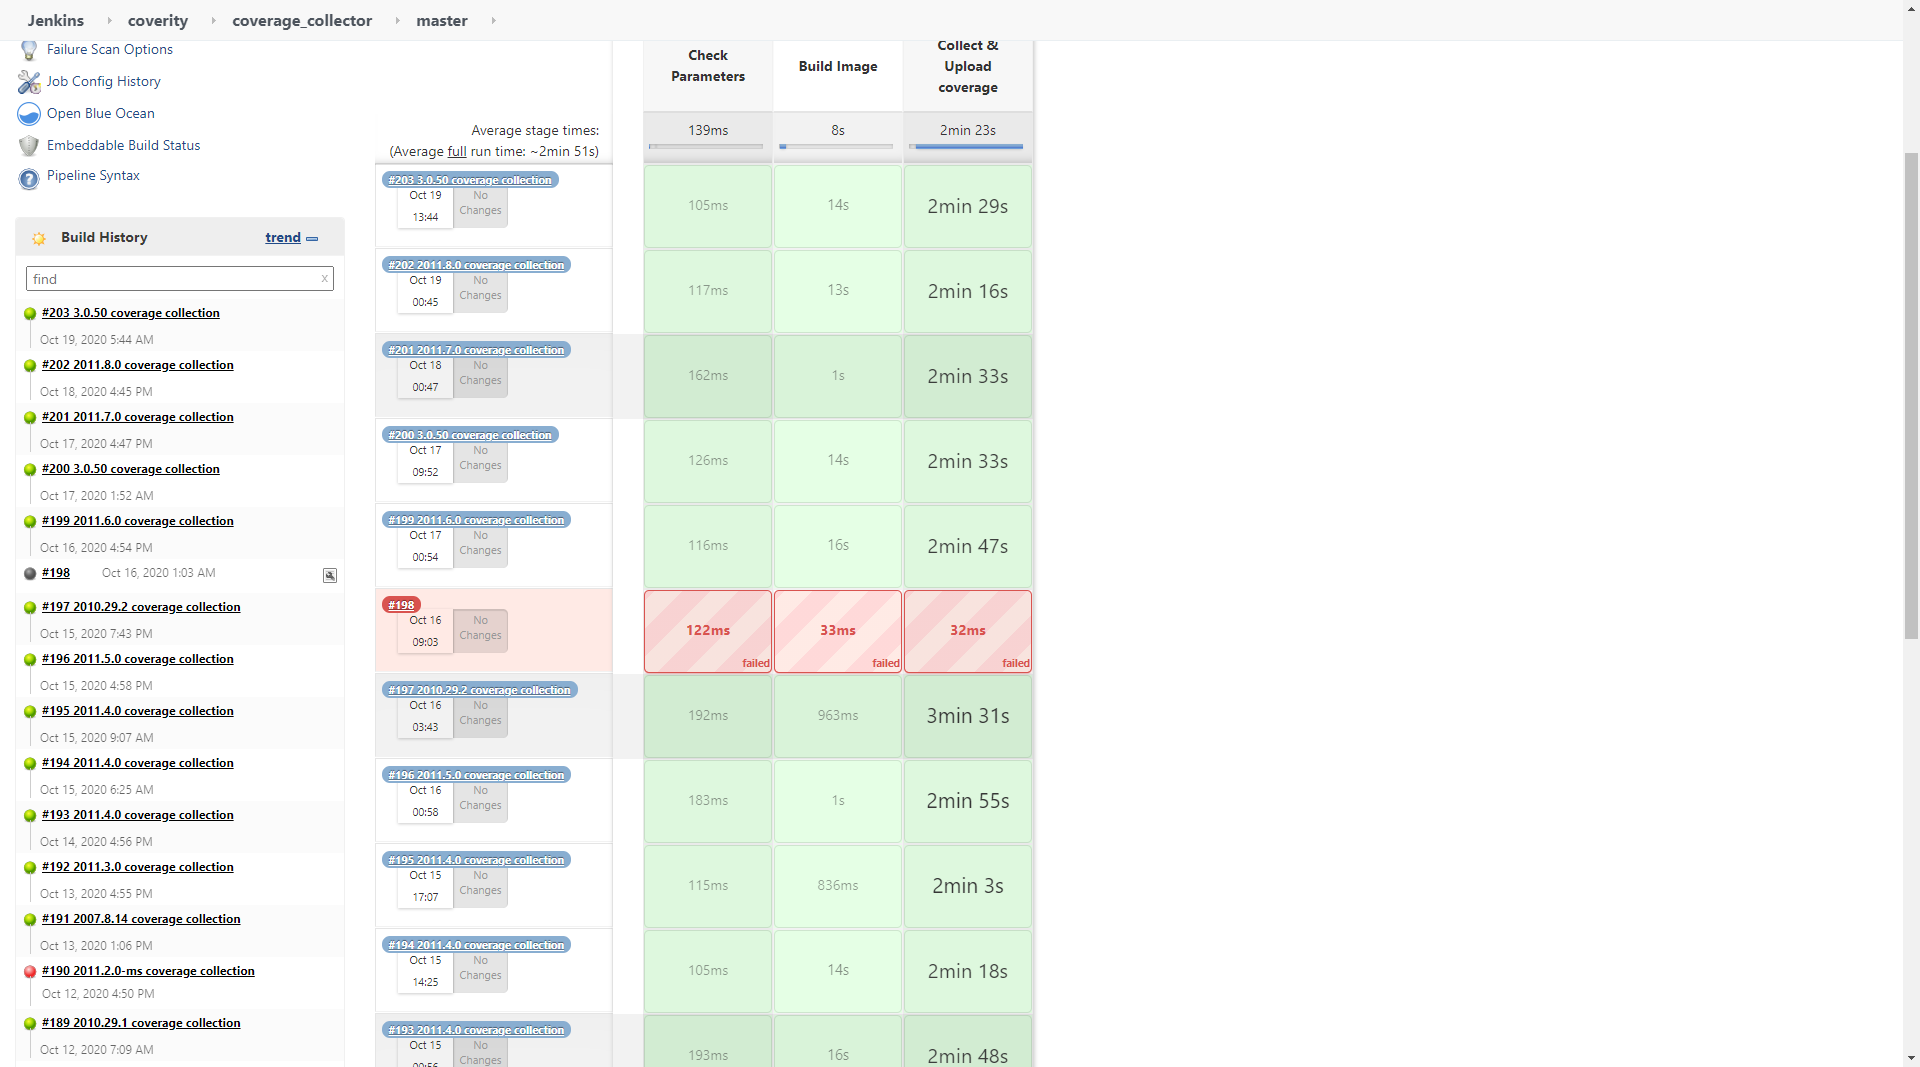 Jenkins coverity coverage_collector master
Failure Scan Options
Job Config History
Open Blue Ocean
Embeddable Build Status
Pipeline Syntax
Build History trend
find x
#203 3.0.50 coverage collection
Oct 19, 2020 5:44 AM
#202 2011.8.0 coverage collection
Oct 18, 2020 4:45 PM
#201 2011.7.0 coverage collection
Oct 17, 2020 4:47 PM
#200 3.0.50 coverage collection
Oct 17, 2020 1:52 AM
#199 2011.6.0 coverage collection
Oct 16, 2020 4:54 PM
#198 Oct 16, 2020 1:03 AM
#197 2010.29.2 coverage collection
Oct 15, 2020 7:43 PM
#196 2011.5.0 coverage collection
Oct 15, 2020 4:58 PM
#195 2011.4.0 coverage collection
Oct 15, 2020 9:07 AM
#194 2011.4.0 coverage collection
Oct 15, 2020 6:25 AM
#193 2011.4.0 coverage collection
Oct 14, 2020 4:56 PM
#192 2011.3.0 coverage collection
Oct 13, 2020 4:55 PM
#191 2007.8.14 coverage collection
Oct 13, 2020 1:06 PM
#190 2011.2.0-ms coverage collection
Oct 12, 2020 4:50 PM
#189 2010.29.1 coverage collection
Oct 12, 2020 7:09 AM
Check
Parameters
Build Image
Collect &
Upload
coverage
Average stage times:
(Average full run time: ~2min 51s)
139ms 8s 2min 23s
#203 3.0.50 coverage collection
Oct 19
13:44
No
Changes
105ms 14s 2min 29s
#202 2011.8.0 coverage collection
Oct 19
00:45
No
Changes
117ms 13s 2min 16s
#201 2011.7.0 coverage collection
Oct 18
00:47
No
Changes
162ms 1s 2min 33s
#200 3.0.50 coverage collection
Oct 17
09:52
No
Changes
126ms 14s 2min 33s
#199 2011.6.0 coverage collection
Oct 17
00:54
No
Changes
116ms 16s 2min 47s
#198
Oct 16
09:03
No
Changes
122ms 33ms 32ms
failed failed failed
#197 2010.29.2 coverage collection
Oct 16
03:43
No
Changes
192ms 963ms 3min 31s
#196 2011.5.0 coverage collection
Oct 16
00:58
No
Changes
183ms 1s 2min 55s
#195 2011.4.0 coverage collection
Oct 15
17:07
No
Changes
115ms 836ms 2min 3s
#194 2011.4.0 coverage collection
Oct 15
14:25
No
Changes
105ms 14s 2min 18s
#193 2011.4.0 coverage collection
Oct 15
00:56
No
Changes
193ms 16s 2min 48s